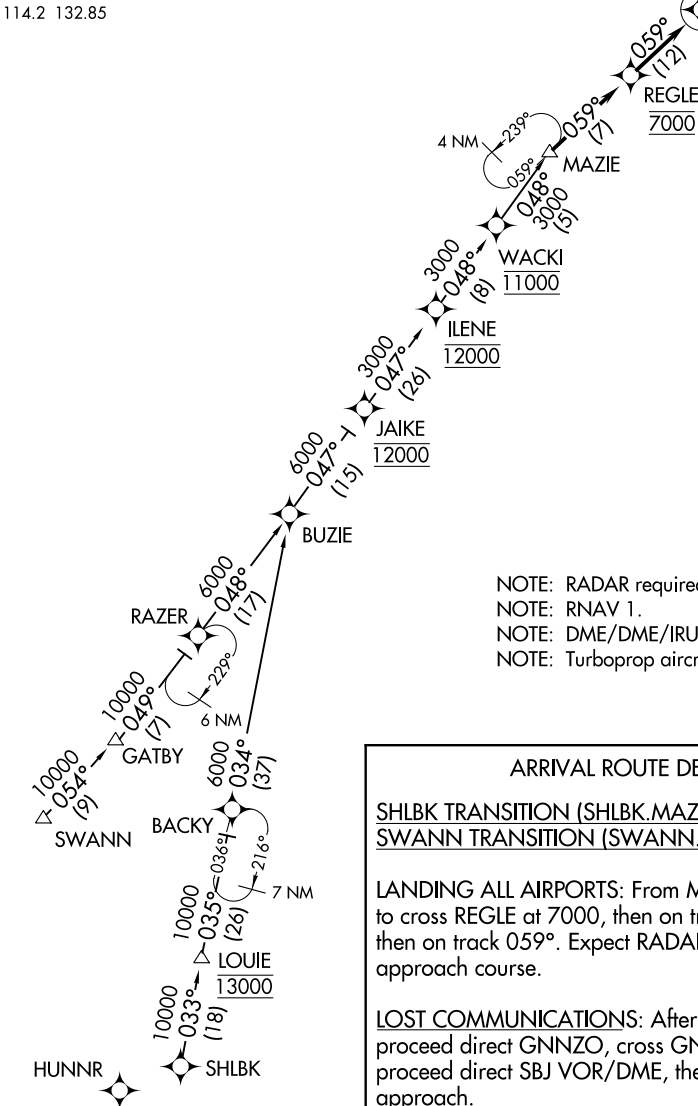 114.2 132.85
059°
(12)
REGLE
7000
239°
4 NM
059°
(7)
059°
MAZIE
048°
3000
(5)
WACKI
11000
3000
048°
(8)
ILENE
12000
3000
047°
(26)
JAIKE
12000
6000
047°
(15)
BUZIE
6000
048°
(17)
RAZER
229°
6 NM
10000
049°
(7)
GATBY
10000
054°
(9)
SWANN
6000
034°
(37)
BACKY
036°
216°
7 NM
10000
035°
(26)
LOUIE
13000
10000
033°
(18)
HUNNR
SHLBK
NOTE: RADAR required
NOTE: RNAV 1.
NOTE: DME/DME/IRU
NOTE: Turboprop aircr
ARRIVAL ROUTE DE
SHLBK TRANSITION (SHLBK.MAZ
SWANN TRANSITION (SWANN.
LANDING ALL AIRPORTS: From M
to cross REGLE at 7000, then on tr
then on track 059°. Expect RADAR
approach course.
LOST COMMUNICATIONS: After
proceed direct GNNZO, cross GN
proceed direct SBJ VOR/DME, the
approach.